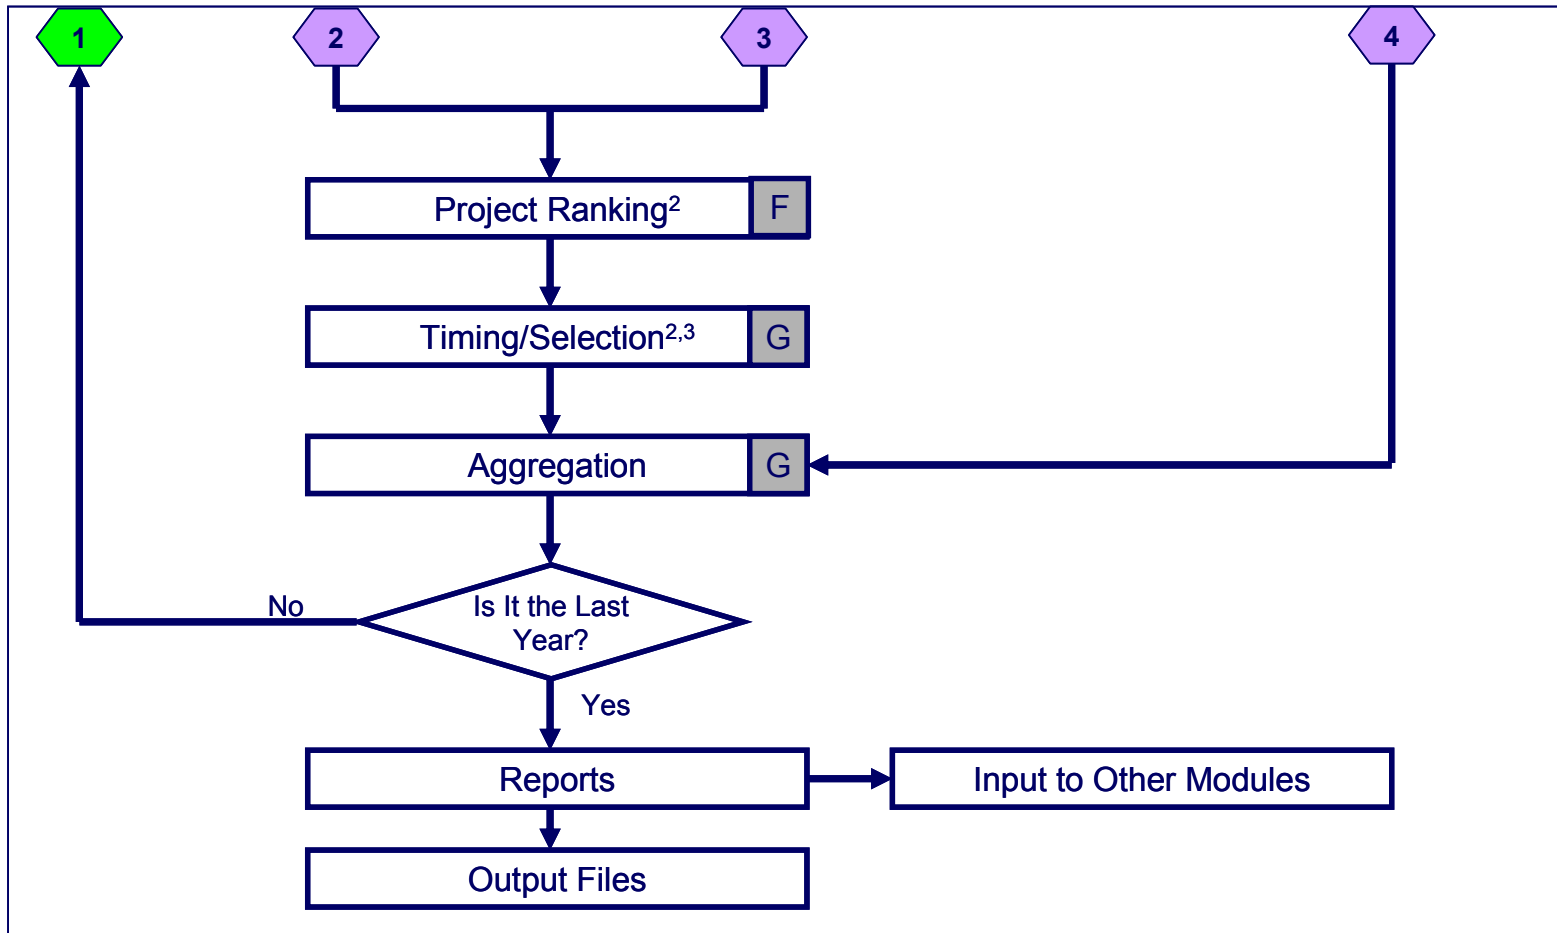 1
2
3
4
Project Ranking²
F
Timing/Selection²,³
G
Aggregation
G
Is It the Last
Year?
No
Yes
Reports
Input to Other Modules
Output Files